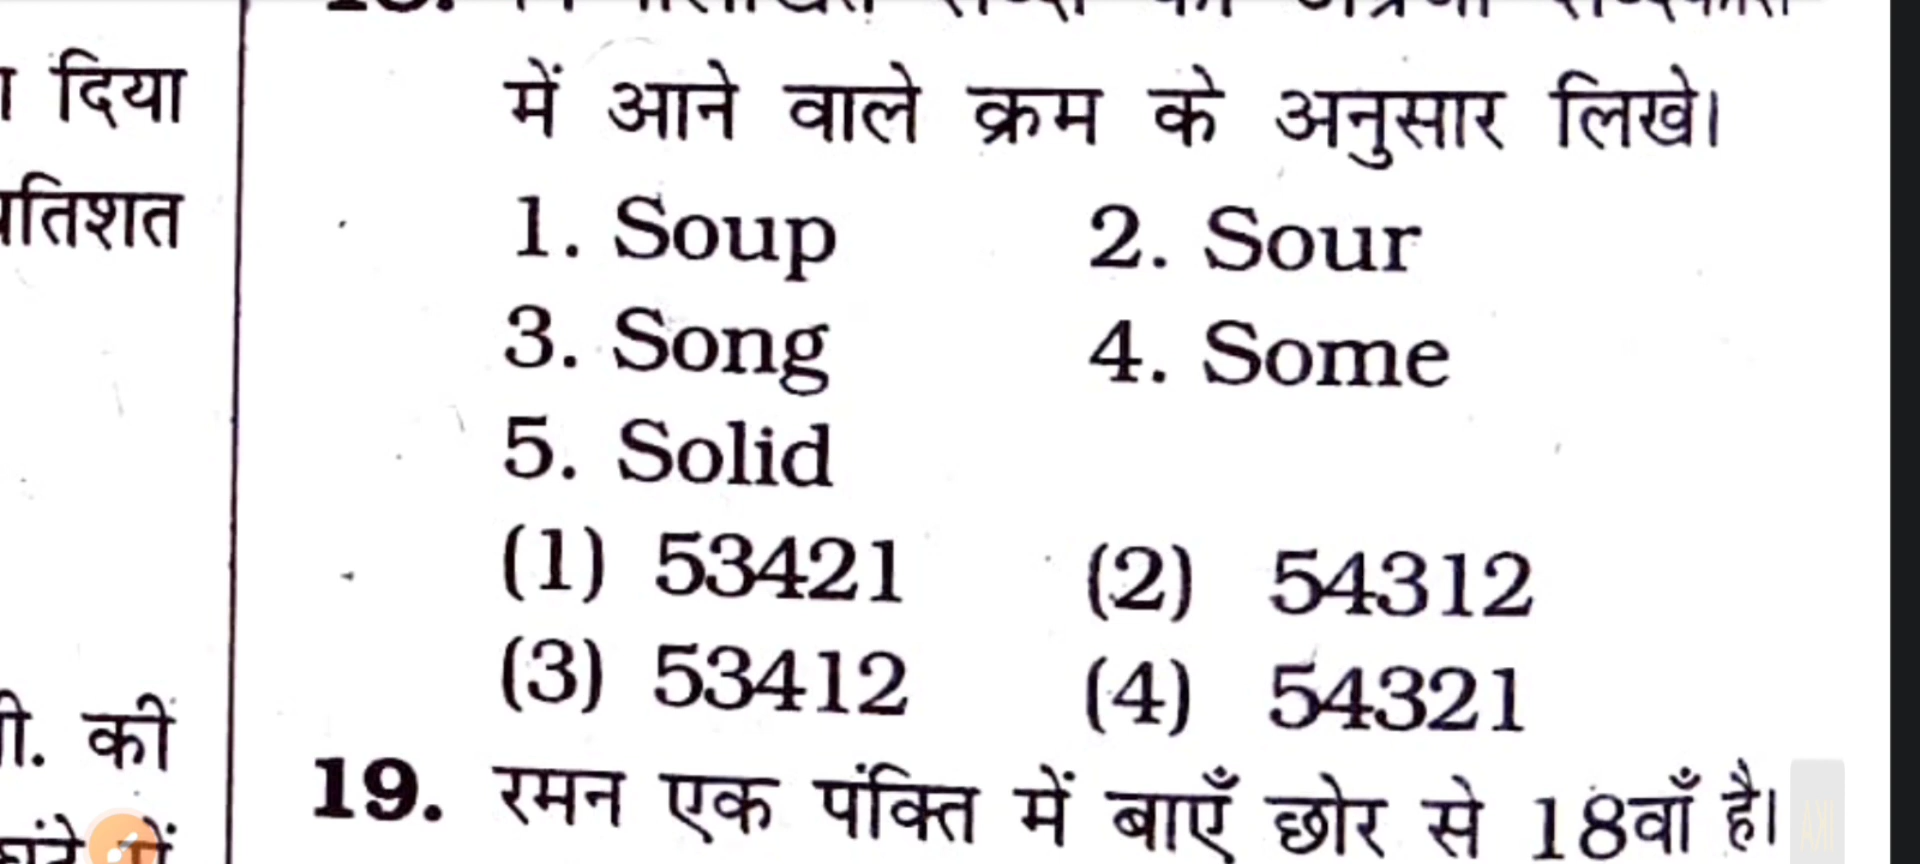 दिया
में आने वाले क्रम के अनुसार लिखे।
1. Soup 2. Sour
3. Song 4. Some
5. Solid
(1) 53421 (2) 54312
(3) 53412 (4) 54321
की
19. रमन एक पंक्ति में बाएँ छोर से 18वाँ है।